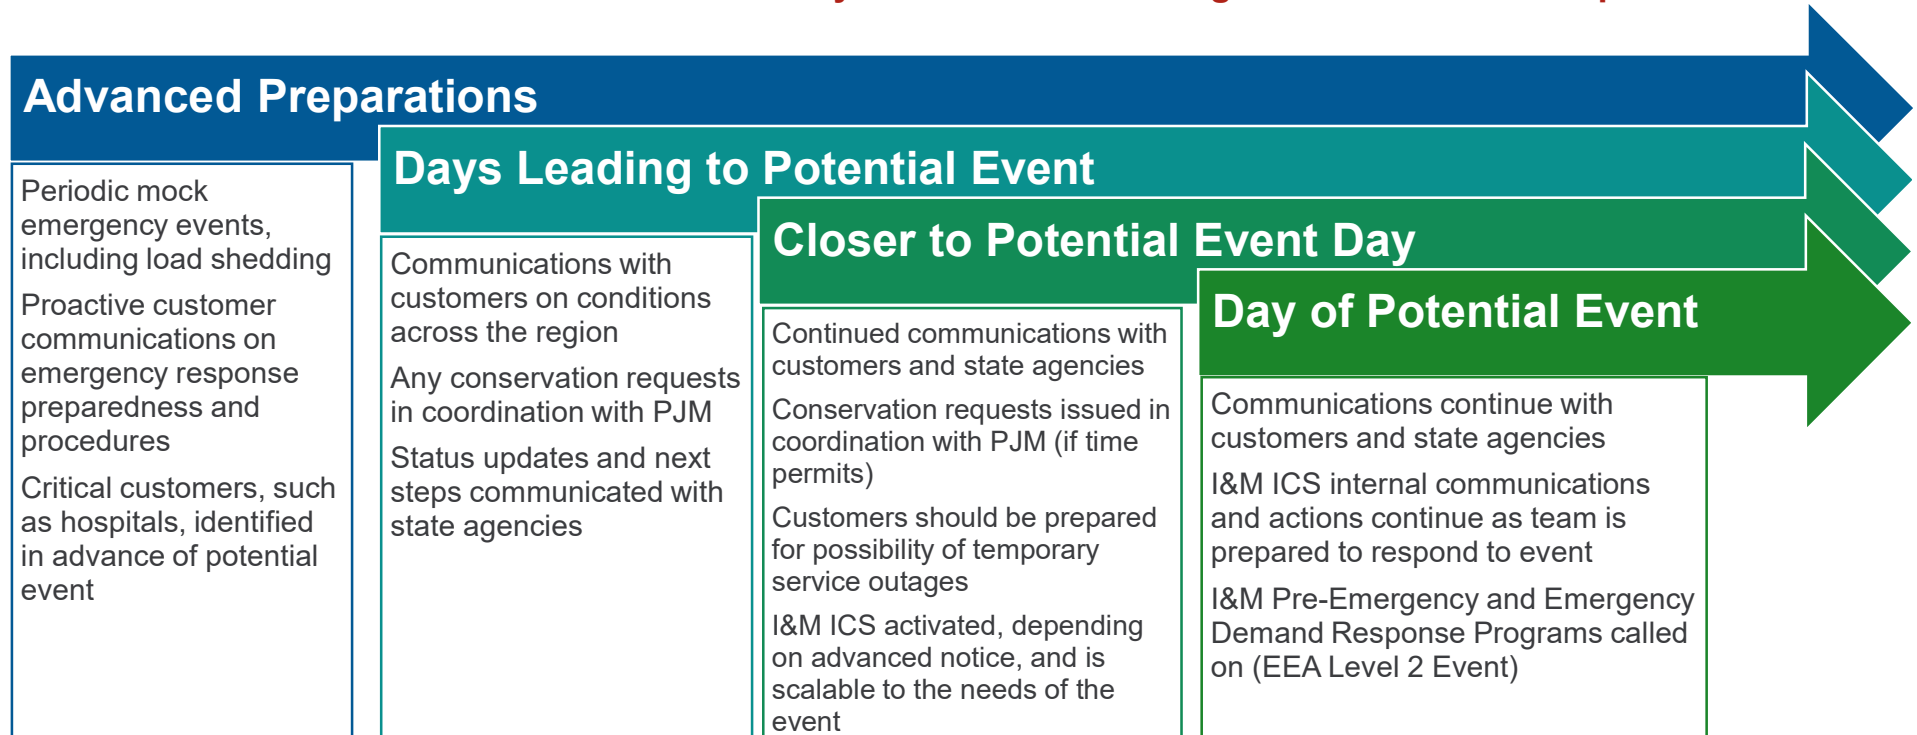 Advanced Preparations
Periodic mock
emergency events,
including load shedding
Proactive customer
communications on
emergency response
preparedness and
procedures
Critical customers, such
as hospitals, identified
in advance of potential
event
Days Leading to Potential Event
Communications with
customers on conditions
across the region
Any conservation requests
in coordination with PJM
Status updates and next
steps communicated with
state agencies
Closer to Potential Event Day
Continued communications with
customers and state agencies
Conservation requests issued in
coordination with PJM (if time
permits)
Customers should be prepared
for possibility of temporary
service outages
I&M ICS activated, depending
on advanced notice, and is
scalable to the needs of the
event
Day of Potential Event
Communications continue with
customers and state agencies
I&M ICS internal communications
and actions continue as team is
prepared to respond to event
I&M Pre-Emergency and Emergency
Demand Response Programs called
on (EEA Level 2 Event)